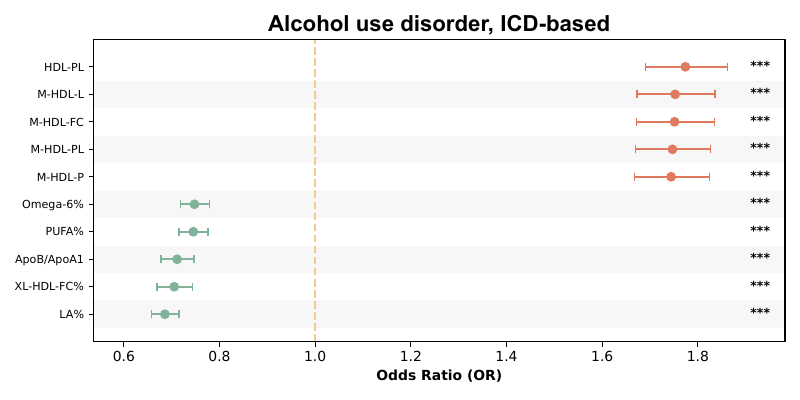 Alcohol use disorder, ICD-based
HDL-PL ***
M-HDL-L ***
M-HDL-FC ***
M-HDL-PL ***
M-HDL-P ***
Omega-6% ***
PUFA% ***
ApoB/ApoA1 ***
XL-HDL-FC% ***
LA% ***
0.6 0.8 1.0 1.2 1.4 1.6 1.8
Odds Ratio (OR)